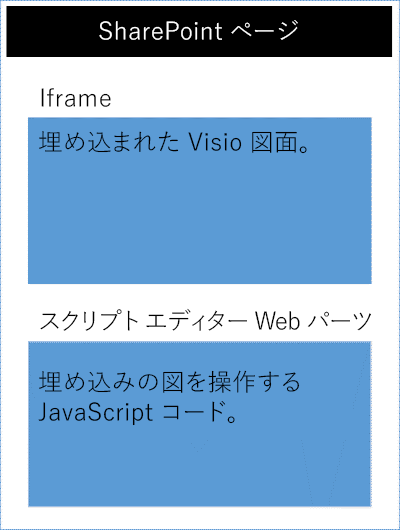 SharePoint ページ
Iframe
埋め込まれた Visio 図面。
スクリプト エディター Web パーツ
埋め込みの図を操作する
JavaScript コード。